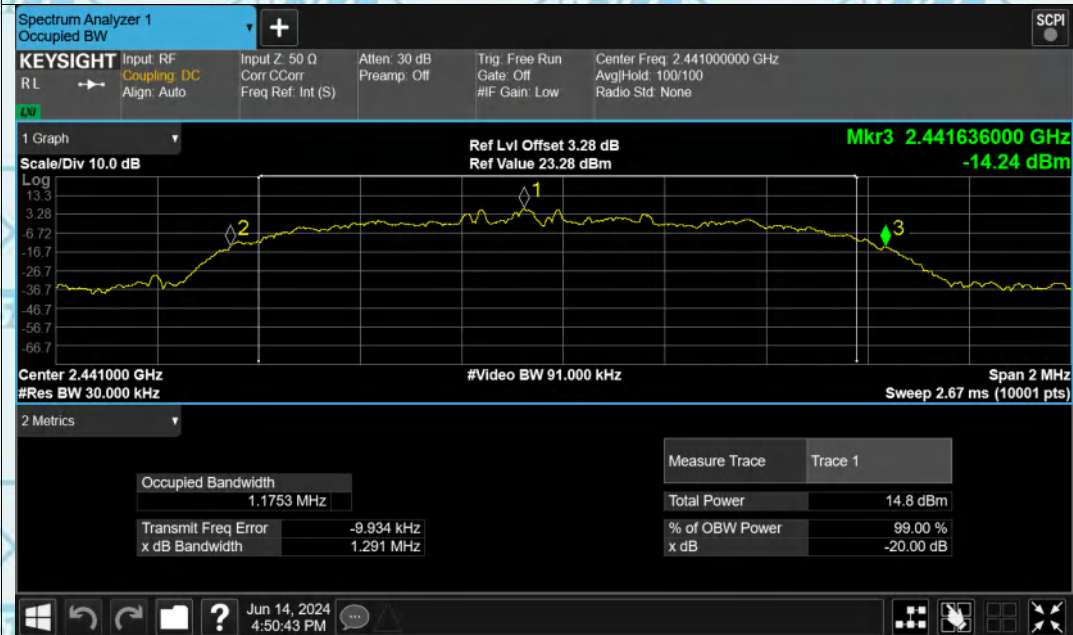 Spectrum Analyzer 1
Occupied BW
+
SCPI
KEYSIGHT
RL
LXI
Input: RF
Coupling: DC
Align: Auto
Input Z: 50 Ω
Corr CCorr
Freq Ref: Int (S)
Atten: 30 dB
Preamp: Off
Trig: Free Run
Gate: Off
#IF Gain: Low
Center Freq: 2.441000000 GHz
Avg|Hold: 100/100
Radio Std: None
1 Graph
Scale/Div 10.0 dB
Ref Lvl Offset 3.28 dB
Ref Value 23.28 dBm
Mkr3 2.441636000 GHz
-14.24 dBm
Log
13.3
3.28
-6.72
-16.7
-26.7
-36.7
-46.7
-56.7
-66.7
1
2
3
Center 2.441000 GHz
#Video BW 91.000 kHz
Span 2 MHz
#Res BW 30.000 kHz
Sweep 2.67 ms (10001 pts)
2 Metrics
Measure Trace Trace 1
Occupied Bandwidth
1.1753 MHz
Total Power 14.8 dBm
Transmit Freq Error -9.934 kHz
% of OBW Power 99.00 %
x dB Bandwidth 1.291 MHz
x dB -20.00 dB
?
Jun 14, 2024
4:50:43 PM